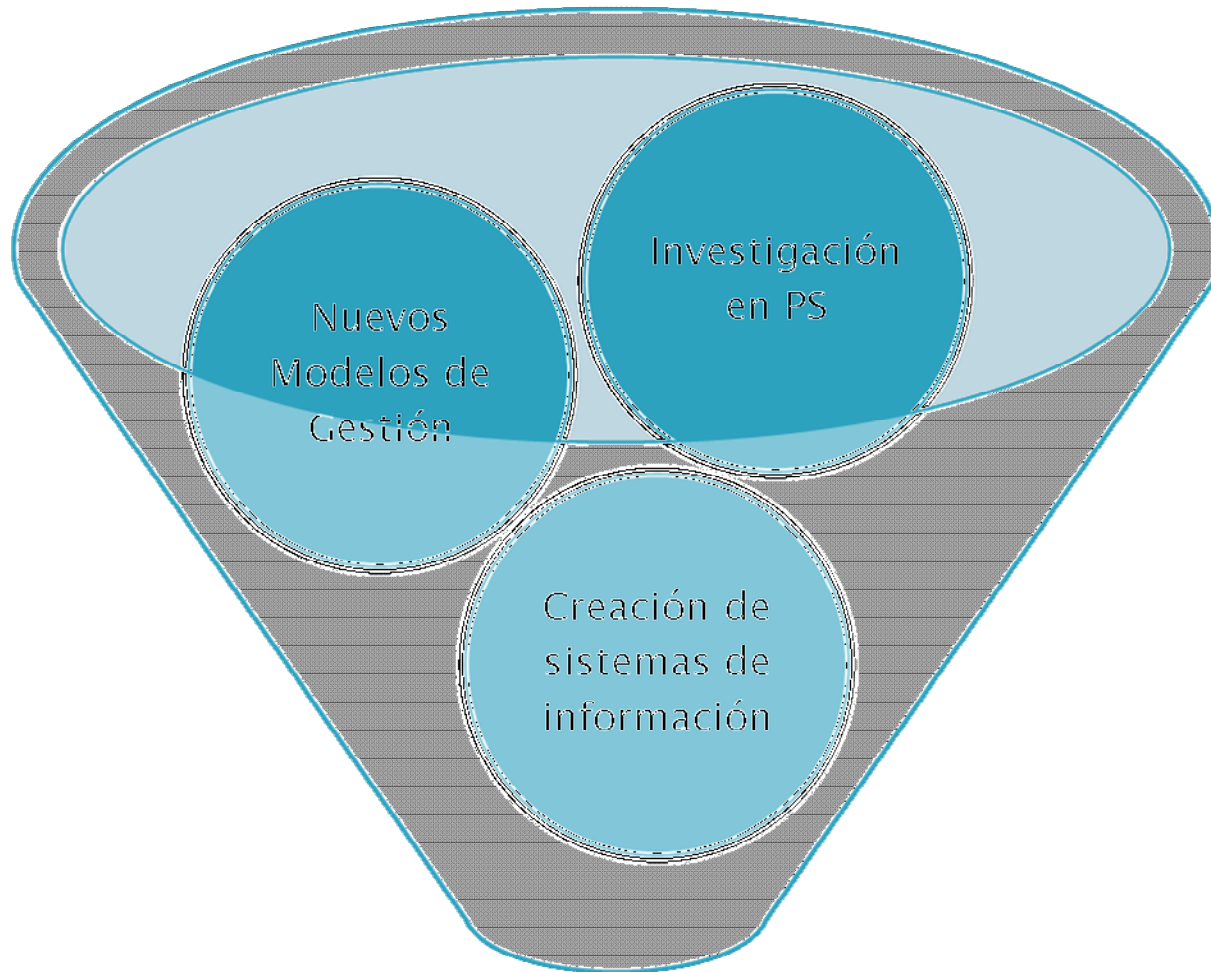 Investigación
en PS
Nuevos
Modelos de
Gestión
Creación de
sistemas de
información